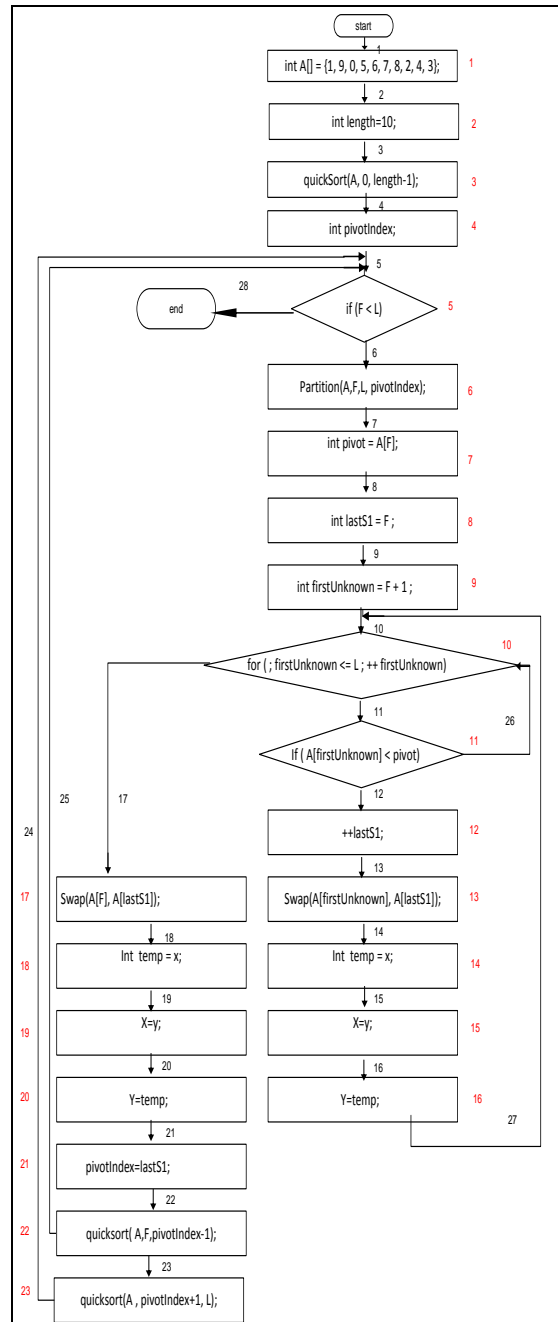 start
1
int A[] = {1, 9, 0, 5, 6, 7, 8, 2, 4, 3};
1
2
int length=10;
2
3
quickSort(A, 0, length-1);
3
4
int pivotIndex;
4
5
28
end
if (F < L)
5
6
Partition(A,F,L, pivotIndex);
6
7
int pivot = A[F];
7
8
int lastS1 = F ;
8
9
int firstUnknown = F + 1 ;
9
10
10
for ( ; firstUnknown <= L ; ++ firstUnknown)
11
26
If ( A[firstUnknown] < pivot)
11
12
25
17
24
++lastS1;
12
13
17
Swap(A[F], A[lastS1]);
Swap(A[firstUnknown], A[lastS1]);
13
18
14
18
Int temp = x;
Int temp = x;
14
19
15
19
X=y;
X=y;
15
20
16
20
Y=temp;
Y=temp;
16
27
21
21
pivotIndex=lastS1;
22
22
quicksort( A,F,pivotIndex-1);
23
23
quicksort(A , pivotIndex+1, L);